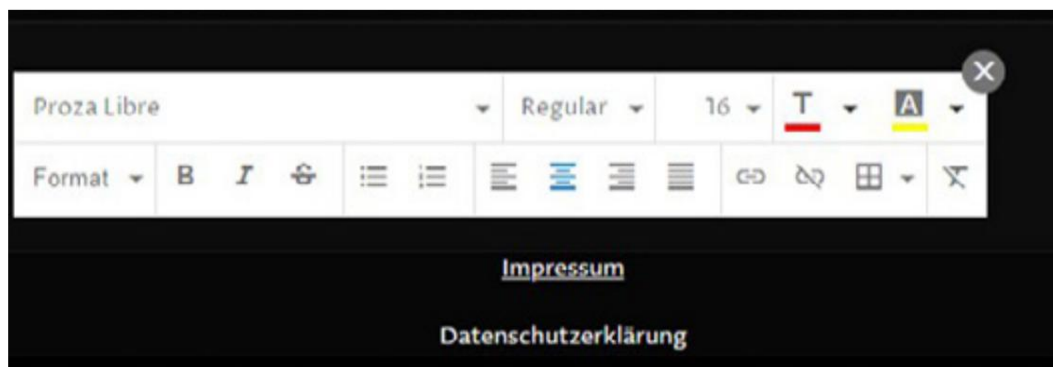 Proza Libre Regular 16 T A
Format B I S
Impressum
Datenschutzerklärung